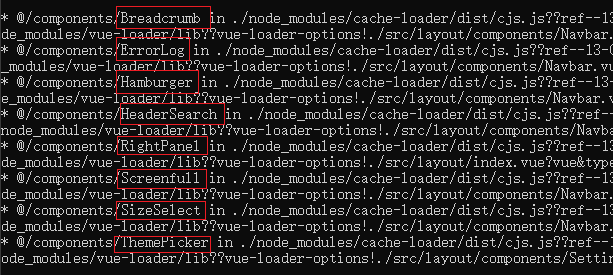 * @/components/Breadcrumb in ./node_modules/cache-loader/dist/cjs.js??ref--13
de_modules/vue-loader/lib??vue-loader-options!./src/layout/components/Navbar.
* @/components/ErrorLog in ./node_modules/cache-loader/dist/cjs.js??ref--13-0
_modules/vue-loader/lib??vue-loader-options!./src/layout/components/Navbar.vu
* @/components/Hamburger in ./node_modules/cache-loader/dist/cjs.js??ref--13-
e_modules/vue-loader/lib??vue-loader-options!./src/layout/components/Navbar.v
* @/components/HeaderSearch in ./node_modules/cache-loader/dist/cjs.js??ref--
node_modules/vue-loader/lib??vue-loader-options!./src/layout/components/Navba
* @/components/RightPanel in ./node_modules/cache-loader/dist/cjs.js??ref--13
de_modules/vue-loader/lib??vue-loader-options!./src/layout/index.vue?vue&type
* @/components/Screenfull in ./node_modules/cache-loader/dist/cjs.js??ref--13
de_modules/vue-loader/lib??vue-loader-options!./src/layout/components/Navbar.
* @/components/SizeSelect in ./node_modules/cache-loader/dist/cjs.js??ref--13
de_modules/vue-loader/lib??vue-loader-options!./src/layout/components/Navbar.
* @/components/ThemePicker in ./node_modules/cache-loader/dist/cjs.js??ref--1
ode_modules/vue-loader/lib??vue-loader-options!./src/layout/components/Settin